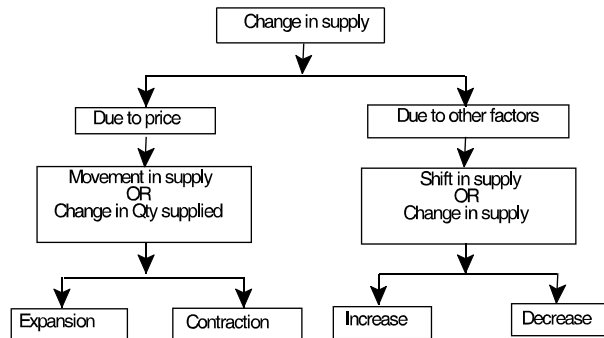 Change in supply
Due to price
Due to other factors
Movement in supply
OR
Change in Qty supplied
Shift in supply
OR
Change in supply
Expansion
Contraction
Increase
Decrease